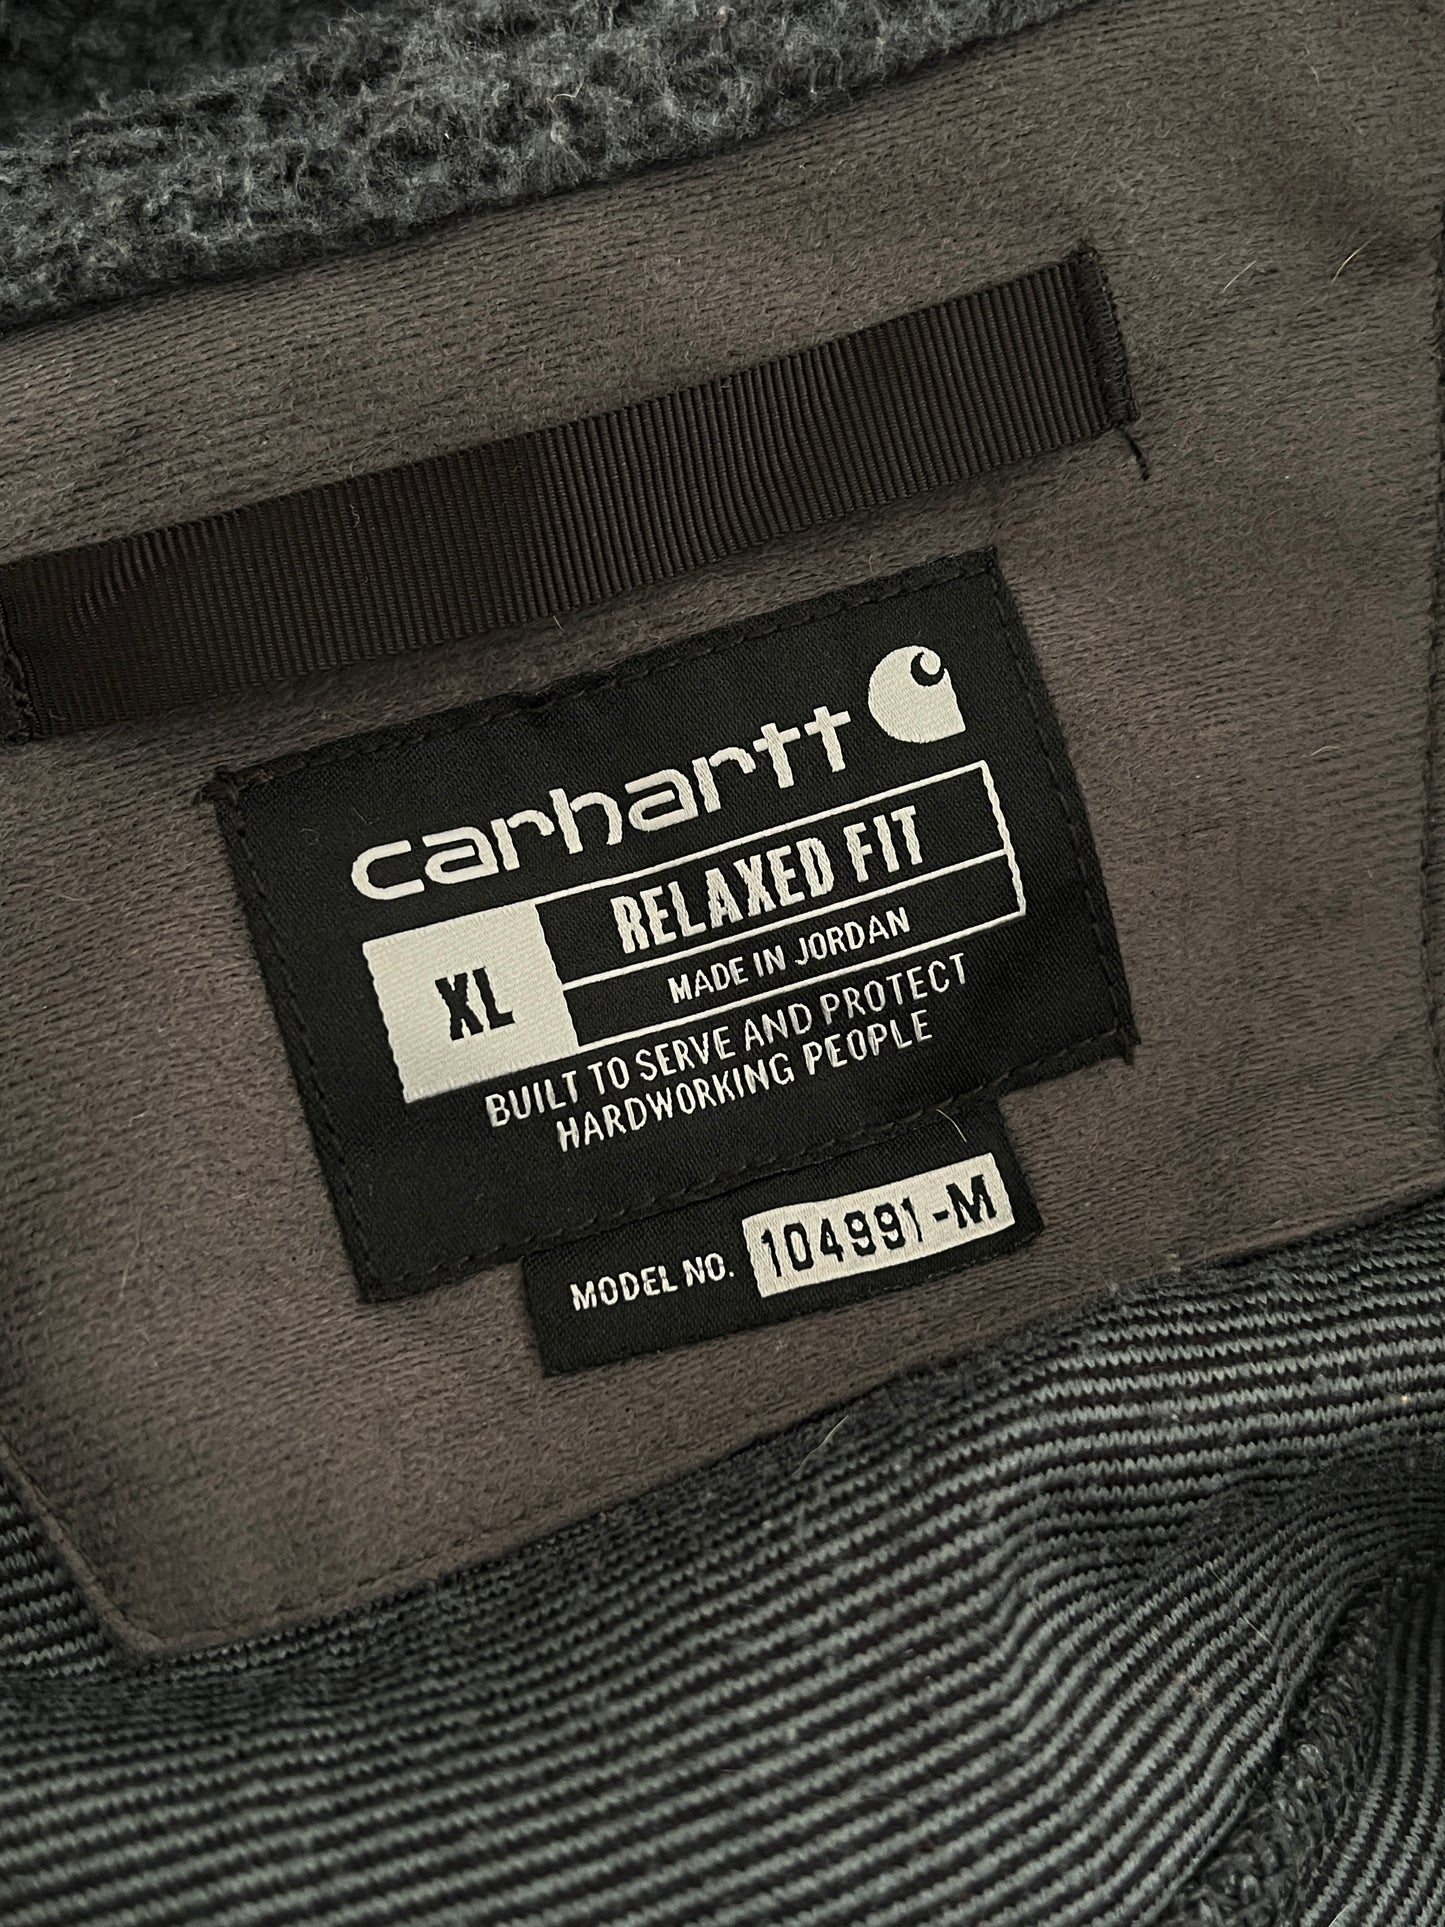 carhartt
RELAXED FIT
XL
MADE IN JORDAN
BUILT TO SERVE AND PROTECT
HARDWORKING PEOPLE
MODEL NO. 104991-M